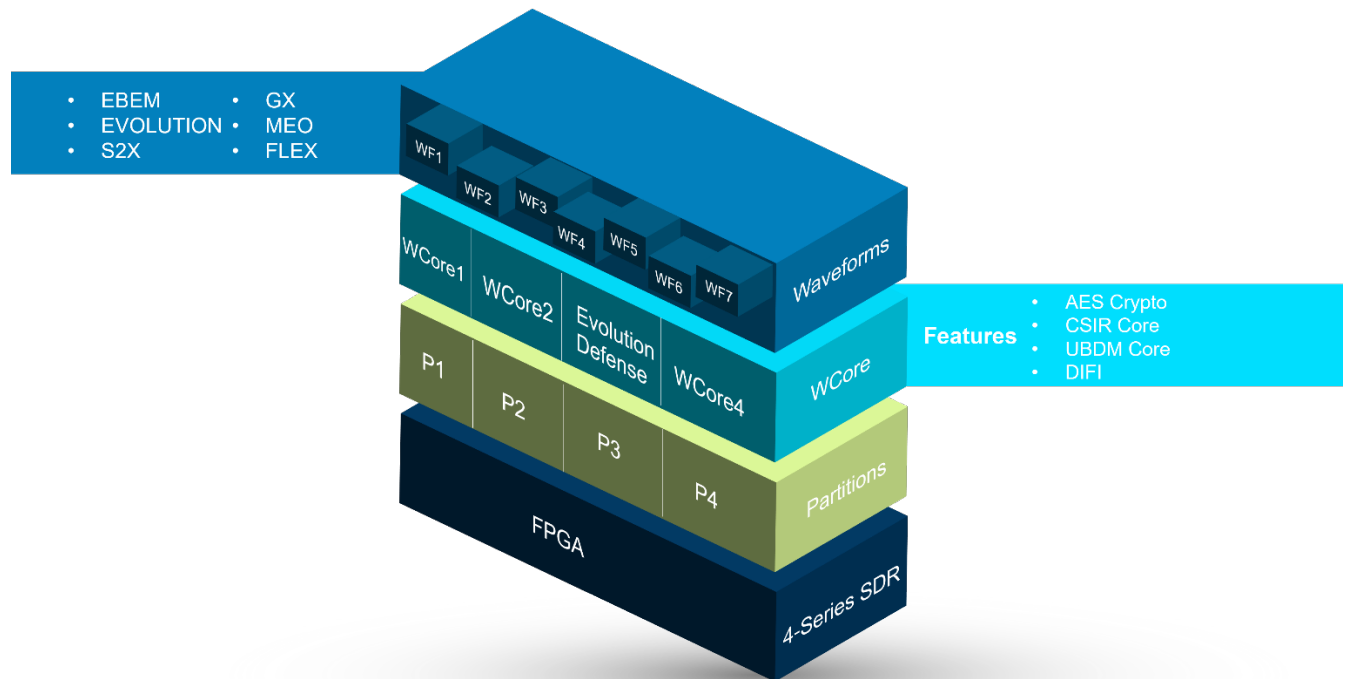 • EBEM • GX
• EVOLUTION • MEO
• S2X • FLEX
WF1
WF2
WF3
WF4
WF5
WF6
WF7
Waveforms
WCore1
WCore2
Evolution
Defense
WCore4
WCore
Features
• AES Crypto
• CSIR Core
• UBDM Core
• DIFI
P1
P2
P3
P4
Partitions
FPGA
4-Series SDR